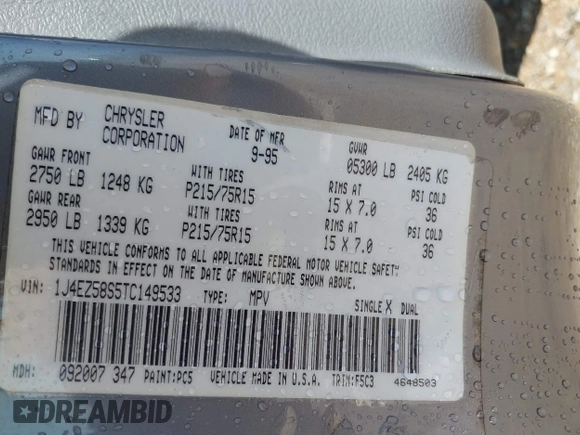 MFD BY CHRYSLER CORPORATION DATE OF MFR 9-95 GVWR 05300 LB 2405 KG
GAWR FRONT WITH TIRES RIMS AT PSI COLD
2750 LB 1248 KG P215/75R15 15 X 7.0 36
GAWR REAR WITH TIRES RIMS AT PSI COLD
2950 LB 1339 KG P215/75R15 15 X 7.0 36
THIS VEHICLE CONFORMS TO ALL APPLICABLE FEDERAL MOTOR VEHICLE SAFETY
STANDARDS IN EFFECT ON THE DATE OF MANUFACTURE SHOWN ABOVE.
VIN: 1J4EZ58S5TC149533 TYPE: MPV SINGLE X DUAL
MDH: 092007 347 PAINT:PC5 VEHICLE MADE IN U.S.A. TRIM:F5C3 4648503
DREAMBID